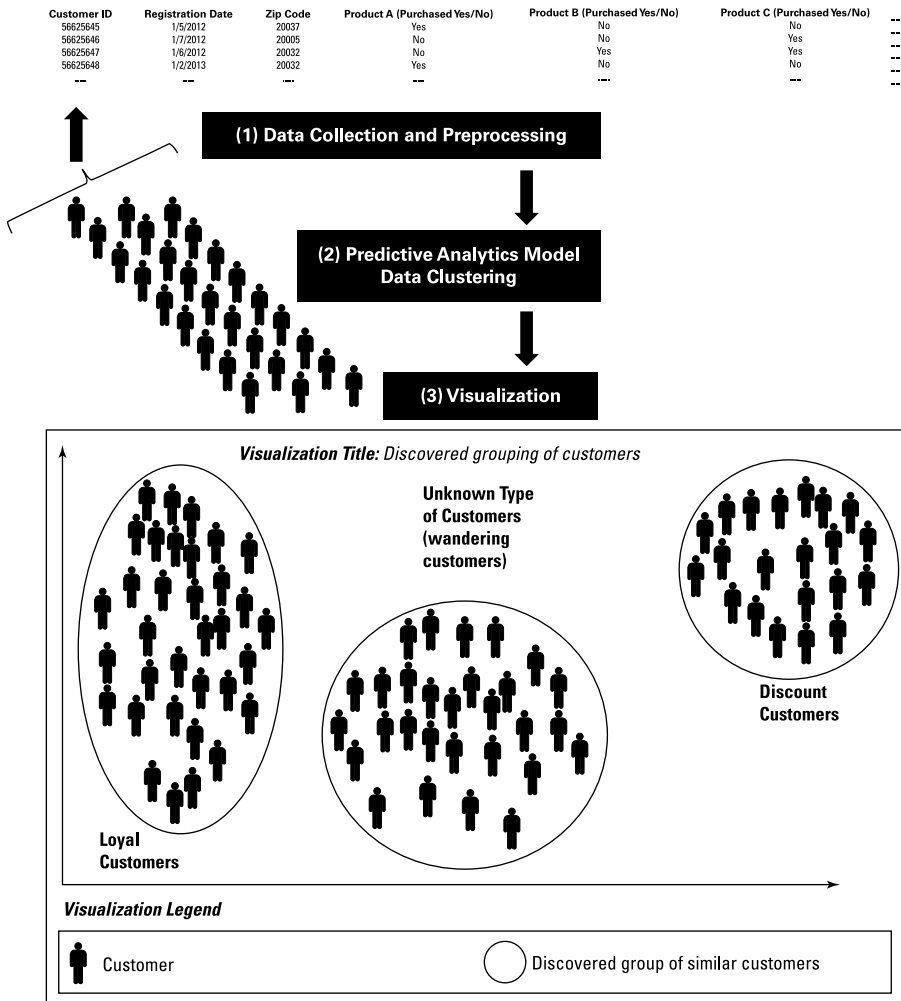 Customer ID Registration Date Zip Code Product A (Purchased Yes/No) Product B (Purchased Yes/No) Product C (Purchased Yes/No) ---
56625645 1/5/2012 20037 Yes No No ---
56625646 1/7/2012 20005 No No Yes ---
56625647 1/6/2012 20032 No Yes Yes ---
56625648 1/2/2013 20032 Yes No No ---
--- --- --- --- --- --- ---
(1) Data Collection and Preprocessing
(2) Predictive Analytics Model
Data Clustering
(3) Visualization
Visualization Title: Discovered grouping of customers
Unknown Type
of Customers
(wandering
customers)
Discount
Customers
Loyal
Customers
Visualization Legend
Customer
Discovered group of similar customers